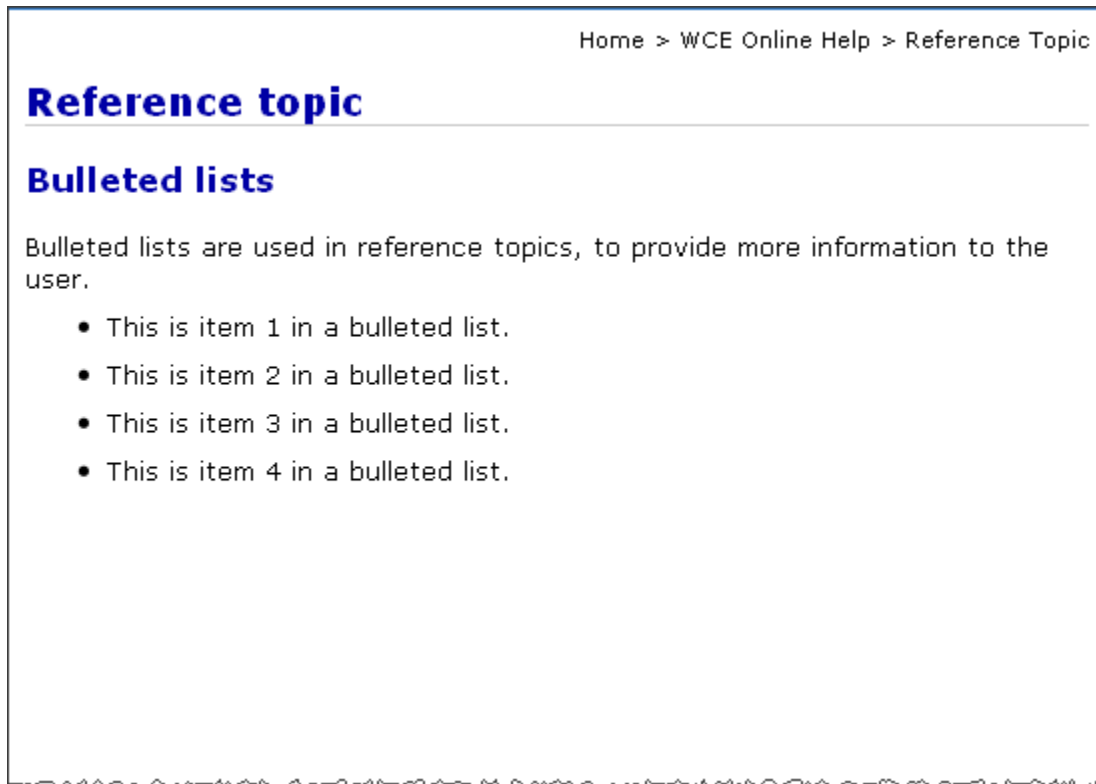 Home > WCE Online Help > Reference Topic
Reference topic
Bulleted lists
Bulleted lists are used in reference topics, to provide more information to the
user.
• This is item 1 in a bulleted list.
• This is item 2 in a bulleted list.
• This is item 3 in a bulleted list.
• This is item 4 in a bulleted list.